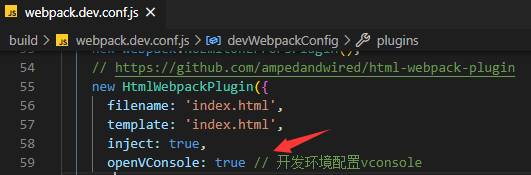 webpack.dev.conf.js ×
build > webpack.dev.conf.js > devWebpackConfig > plugins
54 // https://github.com/ampedandwired/html-webpack-plugin
55 new HtmlWebpackPlugin({
56 filename: 'index.html',
57 template: 'index.html',
58 inject: true,
59 openVConsole: true // 开发环境配置vconsole